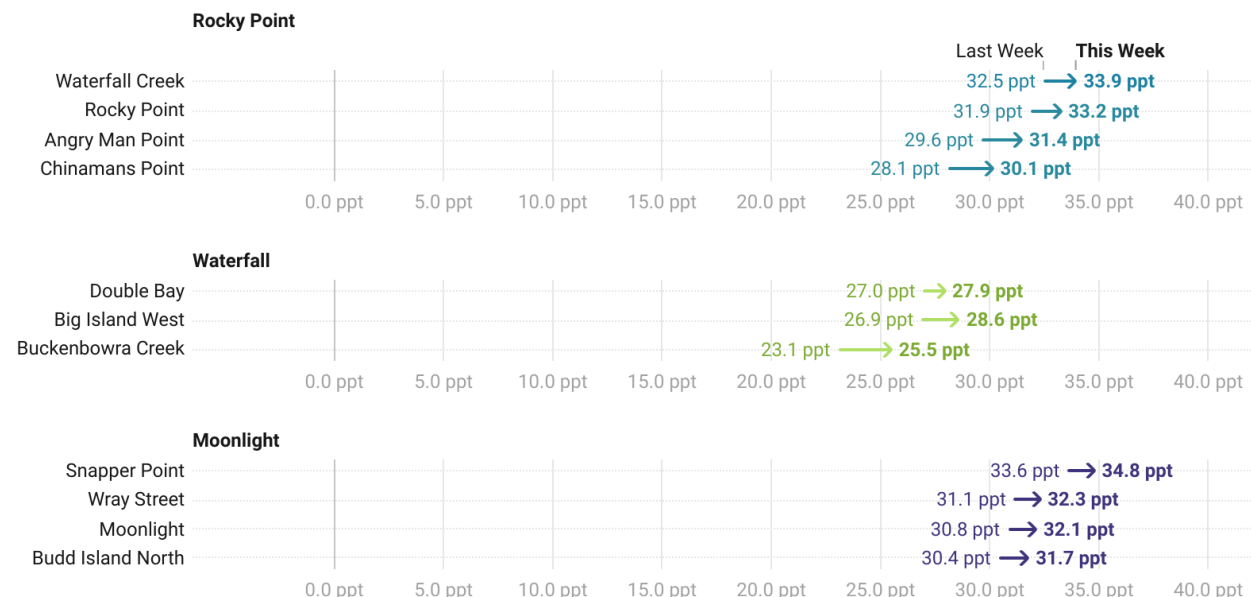 Rocky Point
Last Week This Week
Waterfall Creek 32.5 ppt 33.9 ppt
Rocky Point 31.9 ppt 33.2 ppt
Angry Man Point 29.6 ppt 31.4 ppt
Chinamans Point 28.1 ppt 30.1 ppt
0.0 ppt 5.0 ppt 10.0 ppt 15.0 ppt 20.0 ppt 25.0 ppt 30.0 ppt 35.0 ppt 40.0 ppt
Waterfall
Double Bay 27.0 ppt 27.9 ppt
Big Island West 26.9 ppt 28.6 ppt
Buckenbowra Creek 23.1 ppt 25.5 ppt
0.0 ppt 5.0 ppt 10.0 ppt 15.0 ppt 20.0 ppt 25.0 ppt 30.0 ppt 35.0 ppt 40.0 ppt
Moonlight
Snapper Point 33.6 ppt 34.8 ppt
Wray Street 31.1 ppt 32.3 ppt
Moonlight 30.8 ppt 32.1 ppt
Budd Island North 30.4 ppt 31.7 ppt
0.0 ppt 5.0 ppt 10.0 ppt 15.0 ppt 20.0 ppt 25.0 ppt 30.0 ppt 35.0 ppt 40.0 ppt